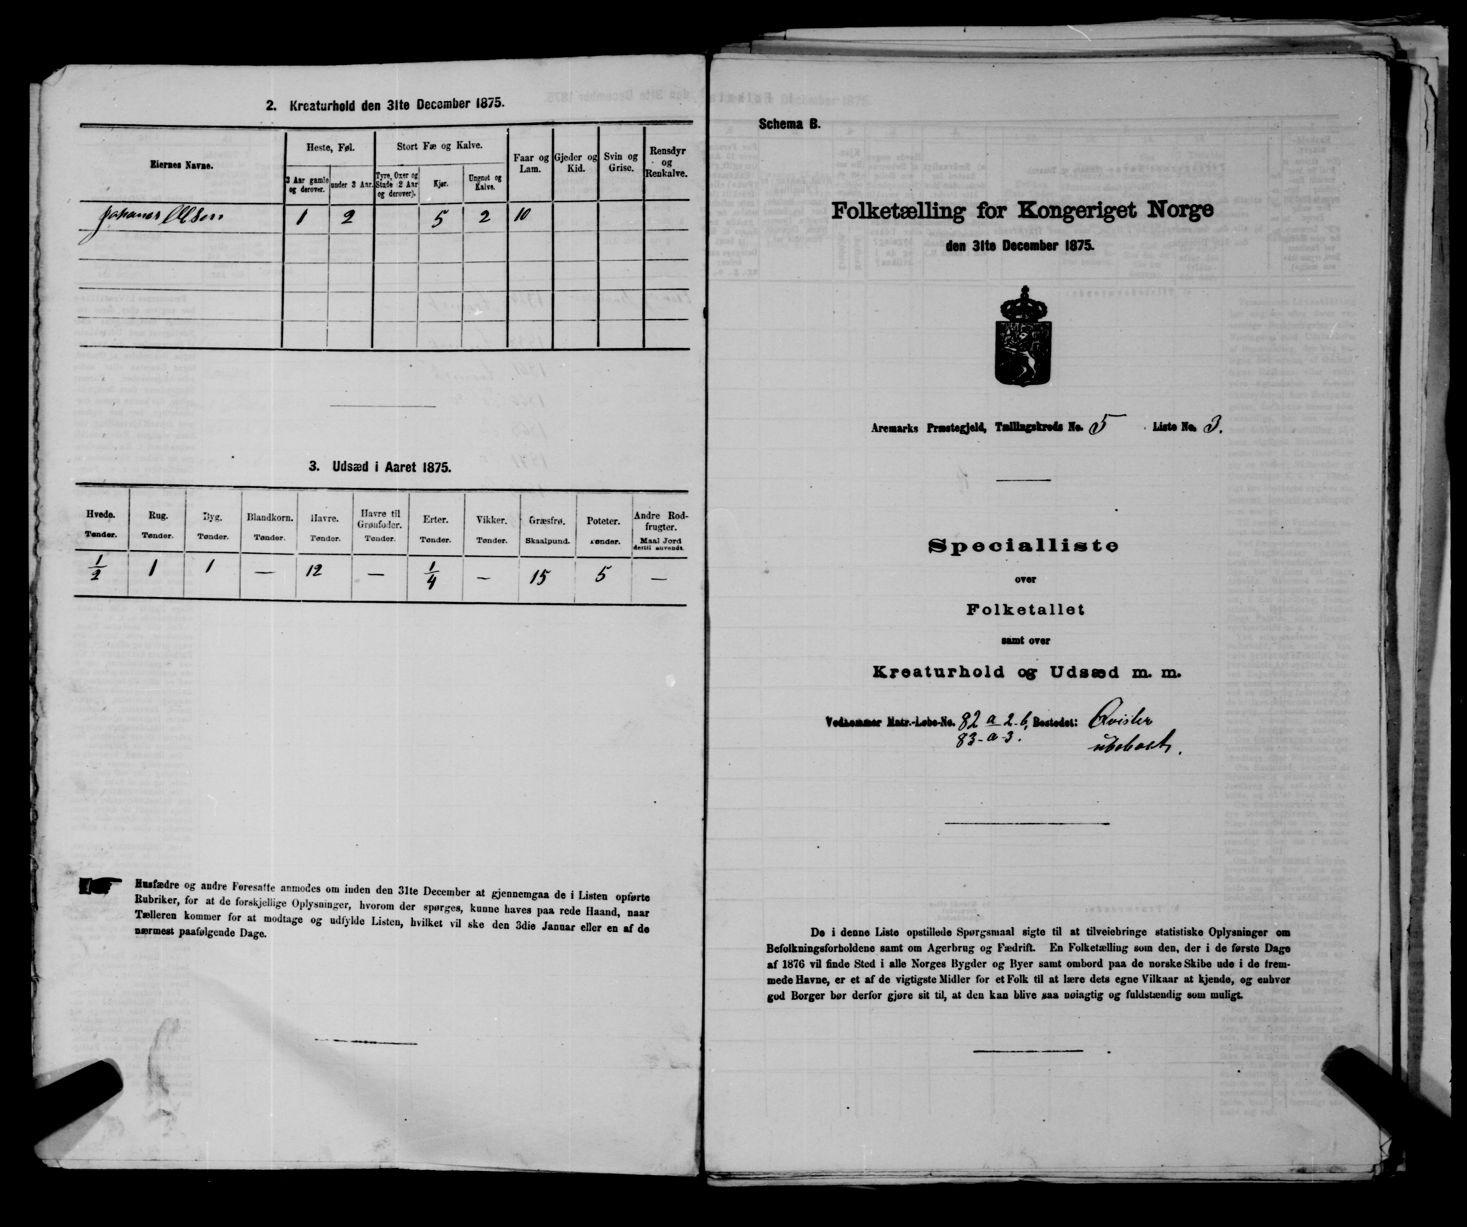 2. Kreaturhold den 31te December 1875.
Eiernes Navne.
Heste, Føl.
Stort Fæ og Kalve.
Faar og Lam.
Gjeder og Kid.
Svin og Grise.
Rensdyr og Renkalve.
3 Aar gamle og derover.
under 3 Aar.
Tyre, Oxer og Stude (2 Aar og derover).
Kjør.
Ungnøt og Kalve.
Johannes Olsen 1 2 5 2 10
3. Udsæd i Aaret 1875.
Hvede. Rug. Byg. Blandkorn. Havre. Havre til Grønfoder. Erter. Vikker. Græsfrø. Poteter. Andre Rodfrugter.
Tønder. Tønder. Tønder. Tønder. Tønder. Tønder. Tønder. Tønder. Skaalpund. Tønder. Maal Jord dertil anvendt.
1/2 1 1 — 12 — 1/4 — 15 5 —
Husfædre og andre Foresatte anmodes om inden den 31te December at gjennemgaa de i Listen opførte
Rubriker, for at de forskjellige Oplysninger, hvorom der spørges, kunne haves paa rede Haand, naar
Tælleren kommer for at modtage og udfylde Listen, hvilket vil ske den 3die Januar eller en af de
nærmest paafølgende Dage.
Schema B.
Folketælling for Kongeriget Norge
den 31te December 1875.
Aremarks Præstegjeld, Tællingskreds No. 5 Liste No. 3.
Specialliste
over
Folketallet
samt over
Kreaturhold og Udsæd m. m.
Vedkommer Matr.-Løbe-No. 82 a 2-b, Bostedet: Qvisler
83-a-3. ubeboet.
De i denne Liste opstillede Spørgsmaal sigte til at tilveiebringe statistiske Oplysninger om
Befolkningsforholdene samt om Agerbrug og Fædrift. En Folketælling som den, der i de første Dage
af 1876 vil finde Sted i alle Norges Bygder og Byer samt ombord paa de norske Skibe ude i de frem-
mede Havne, er et af de vigtigste Midler for et Folk til at lære dets egne Vilkaar at kjende, og enhver
god Borger bør derfor gjøre sit til, at den kan blive saa nøiagtig og fuldstændig som muligt.